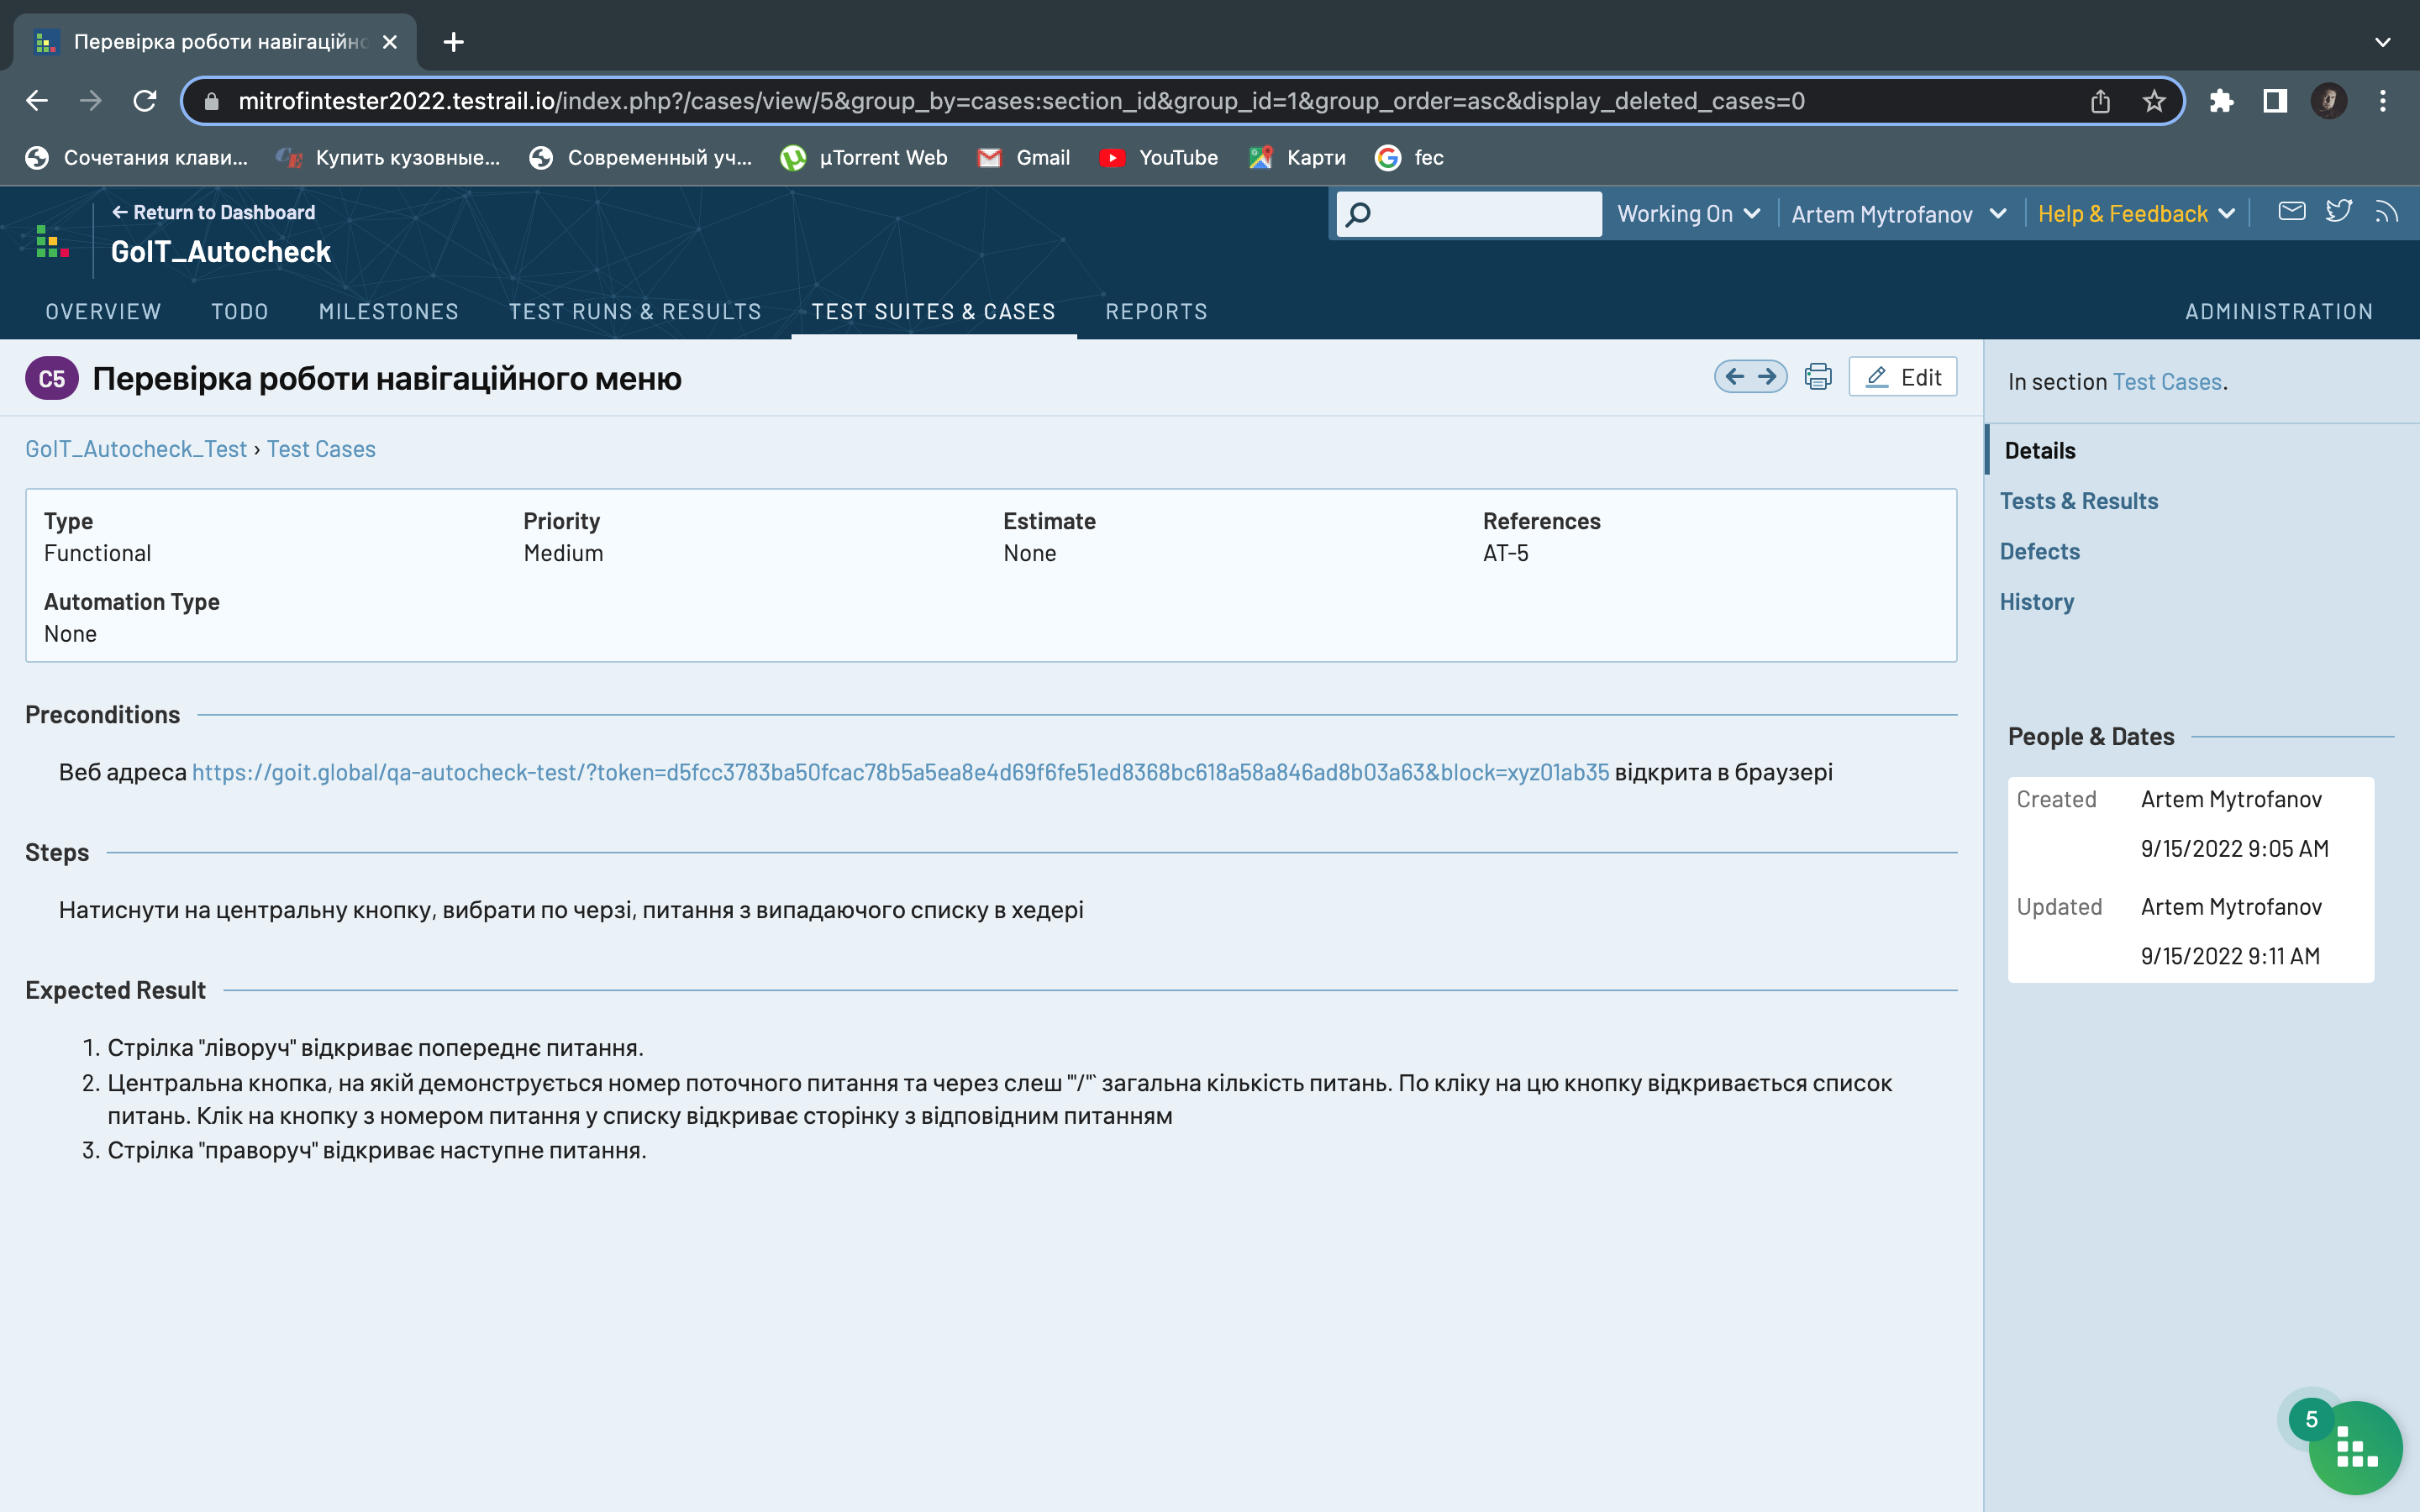 Перевірка роботи навігаційно
mitrofintester2022.testrail.io/index.php?/cases/view/5&group_by=cases:section_id&group_id=1&group_order=asc&display_deleted_cases=0
Сочетания клави...
Купить кузовные...
Современный уч...
µTorrent Web
Gmail
YouTube
Карти
fec
Return to Dashboard
GoIT_Autocheck
Working On
Artem Mytrofanov
Help & Feedback
OVERVIEW
TODO
MILESTONES
TEST RUNS & RESULTS
TEST SUITES & CASES
REPORTS
ADMINISTRATION
C5 Перевірка роботи навігаційного меню
Edit
GoIT_Autocheck_Test › Test Cases
Type
Functional
Priority
Medium
Estimate
None
References
AT-5
Automation Type
None
Preconditions
Веб адреса https://goit.global/qa-autocheck-test/?token=d5fcc3783ba50fcac78b5a5ea8e4d69f6fe51ed8368bc618a58a846ad8b03a63&block=xyz01ab35 відкрита в браузері
Steps
Натиснути на центральну кнопку, вибрати по черзі, питання з випадаючого списку в хедері
Expected Result
1. Стрілка "ліворуч" відкриває попереднє питання.
2. Центральна кнопка, на якій демонструється номер поточного питання та через слеш "'/"` загальна кількість питань. По кліку на цю кнопку відкривається список
питань. Клік на кнопку з номером питання у списку відкриває сторінку з відповідним питанням
3. Стрілка "праворуч" відкриває наступне питання.
In section Test Cases.
Details
Tests & Results
Defects
History
People & Dates
Created
Artem Mytrofanov
9/15/2022 9:05 AM
Updated
Artem Mytrofanov
9/15/2022 9:11 AM
5